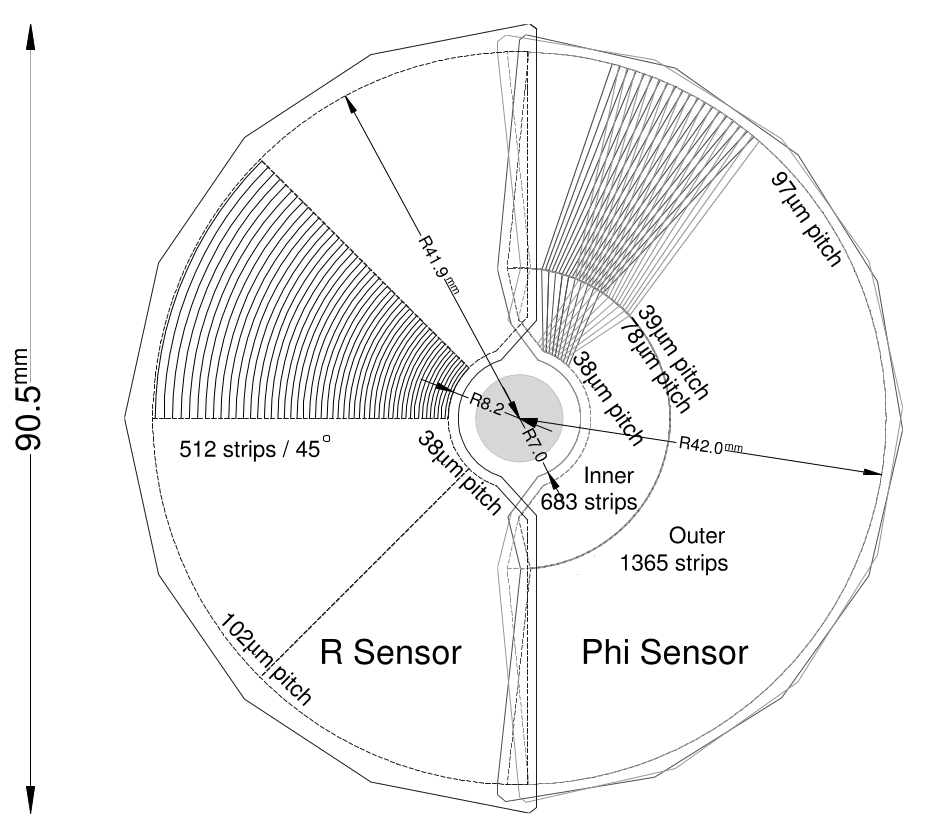 90.5mm
R41.9mm
97µm pitch
39µm pitch
78µm pitch
38µm pitch
R8.2
R7.0
R42.0mm
512 strips / 45°
38µm pitch
Inner
683 strips
Outer
1365 strips
102µm pitch
R Sensor
Phi Sensor